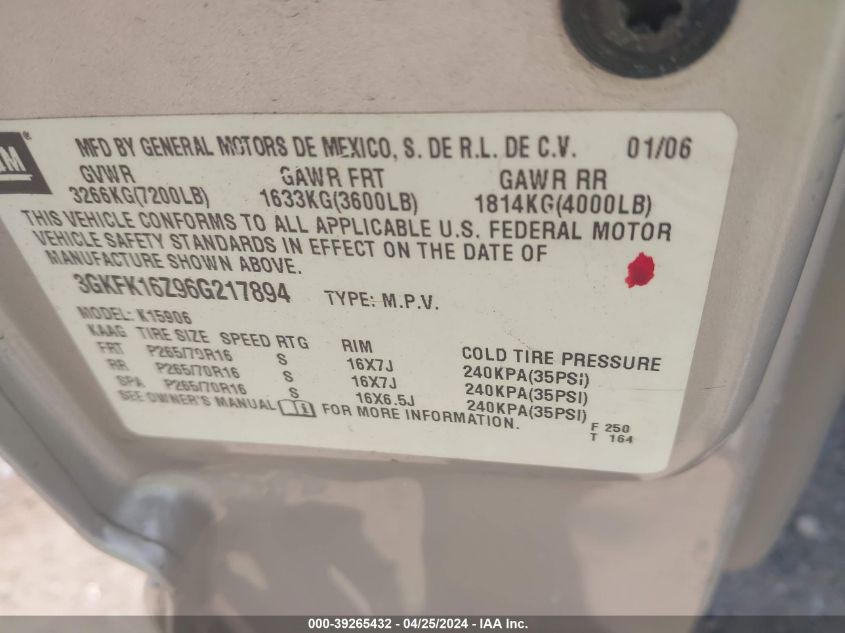 GM®
MFD BY GENERAL MOTORS DE MEXICO, S. DE R.L. DE C.V. 01/06
GVWR GAWR FRT GAWR RR
3266KG(7200LB) 1633KG(3600LB) 1814KG(4000LB)
THIS VEHICLE CONFORMS TO ALL APPLICABLE U.S. FEDERAL MOTOR
VEHICLE SAFETY STANDARDS IN EFFECT ON THE DATE OF
MANUFACTURE SHOWN ABOVE.
3GKFK16Z96G217894 TYPE: M.P.V.
MODEL: K15906
KAAG TIRE SIZE SPEED RTG RIM COLD TIRE PRESSURE
FRT P265/70R16 S 16X7J 240KPA(35PSI)
RR P265/70R16 S 16X7J 240KPA(35PSI)
SPA P265/70R16 S 16X6.5J 240KPA(35PSI)
SEE OWNER'S MANUAL FOR MORE INFORMATION.
F 250
T 164
000-39265432 - 04/25/2024 - IAA Inc.